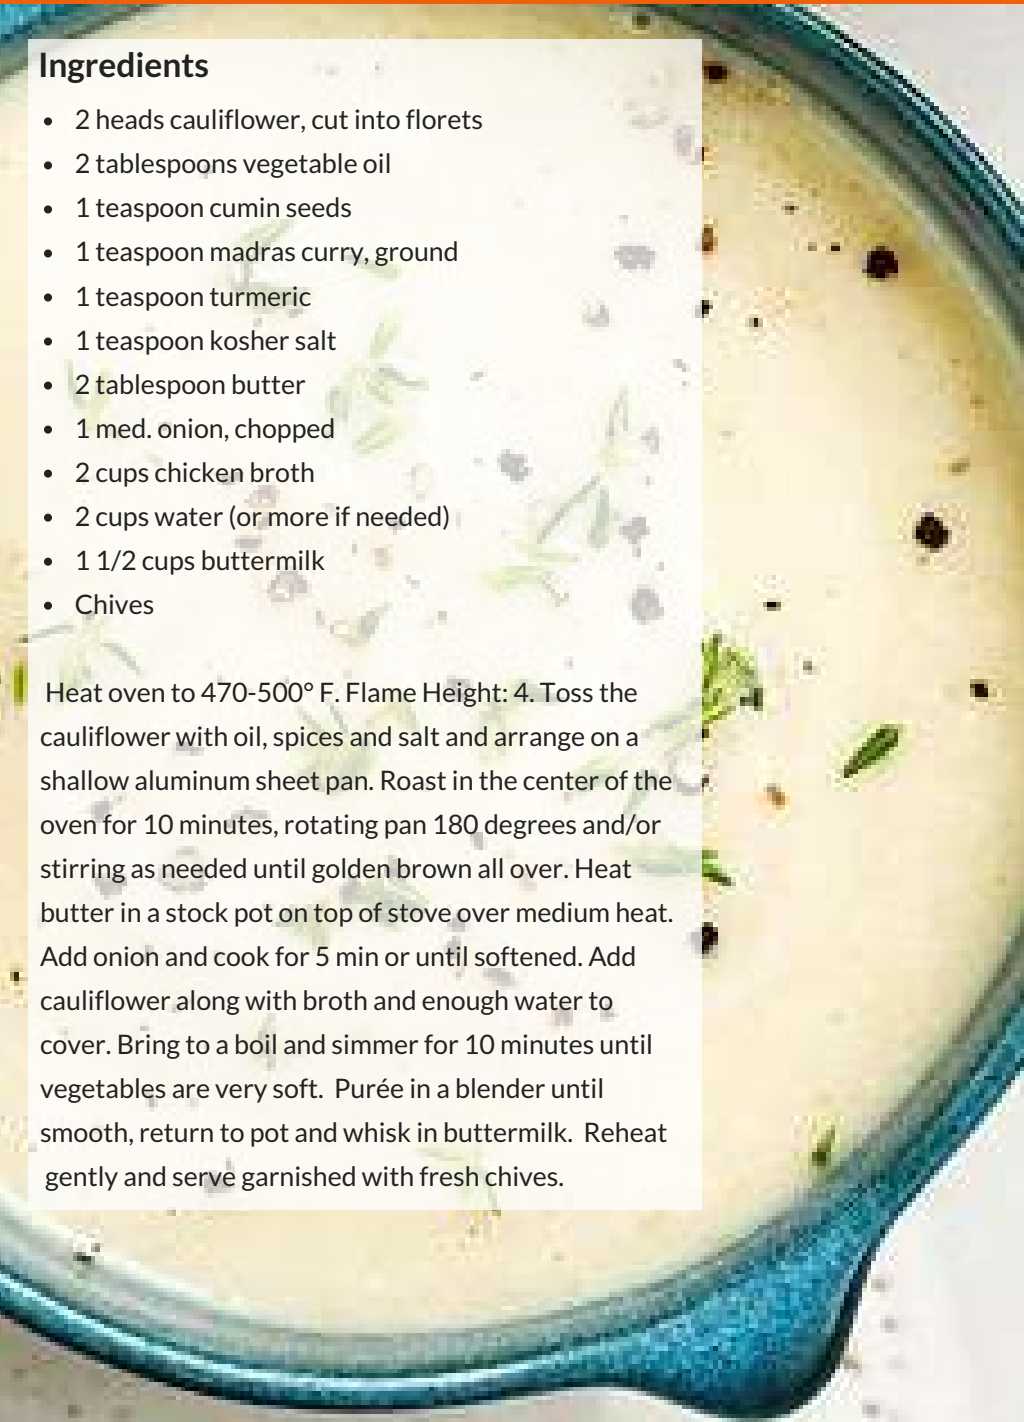 Ingredients
• 2 heads cauliflower, cut into florets
• 2 tablespoons vegetable oil
• 1 teaspoon cumin seeds
• 1 teaspoon madras curry, ground
• 1 teaspoon turmeric
• 1 teaspoon kosher salt
• 2 tablespoon butter
• 1 med. onion, chopped
• 2 cups chicken broth
• 2 cups water (or more if needed)
• 1 1/2 cups buttermilk
• Chives
Heat oven to 470-500° F. Flame Height: 4. Toss the
cauliflower with oil, spices and salt and arrange on a
shallow aluminum sheet pan. Roast in the center of the
oven for 10 minutes, rotating pan 180 degrees and/or
stirring as needed until golden brown all over. Heat
butter in a stock pot on top of stove over medium heat.
Add onion and cook for 5 min or until softened. Add
cauliflower along with broth and enough water to
cover. Bring to a boil and simmer for 10 minutes until
vegetables are very soft.  Purée in a blender until
smooth, return to pot and whisk in buttermilk.  Reheat
gently and serve garnished with fresh chives.